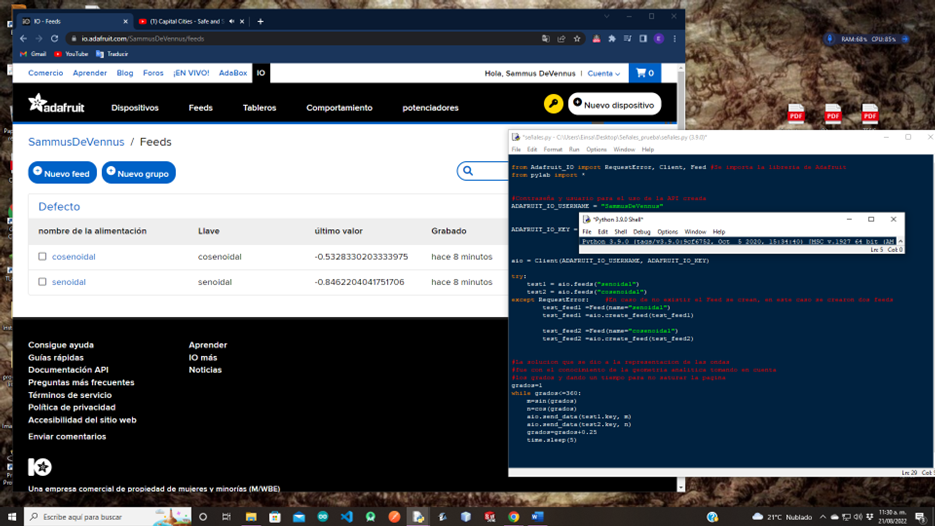 IO - Feeds
(1) Capital Cities - Safe and S
io.adafruit.com/SammusDeVennus/feeds
Gmail YouTube Traducir
Comercio Aprender Blog Foros ¡EN VIVO! AdaBox IO
Hola, Sammus DeVennus | Cuenta 0
adafruit Dispositivos Feeds Tableros Comportamiento potenciadores Nuevo dispositivo
SammusDeVennus / Feeds
Nuevo feed Nuevo grupo
Defecto
nombre de la alimentación Llave último valor Grabado
cosenoidal cosenoidal -0.5328330203333975 hace 8 minutos
senoidal senoidal -0.8462204041751706 hace 8 minutos
Consigue ayuda
Guías rápidas
Documentación API
Preguntas más frecuentes
Términos de servicio
Política de privacidad
Accesibilidad del sitio web
Enviar comentarios
Aprender
IO más
Noticias
IO
Una empresa comercial de propiedad de mujeres y minorías (M/WBE)
RAM:68% CPU:85%
PDF PDF PDF
*señales.py - C:\Users\Einza\Desktop\Señales_prueba\señales.py (3.9.0)*
File Edit Format Run Options Window Help
from Adafruit_IO import RequestError, Client, Feed #Se importa la libreria de Adafruit
from pylab import *
#Contraseña y usuario para el uso de la API creada
ADAFRUIT_IO_USERNAME = "SammusDeVennus"
ADAFRUIT_IO_KEY =
*Python 3.9.0 Shell*
File Edit Shell Debug Options Window Help
Python 3.9.0 (tags/v3.9.0:9cf6752, Oct 5 2020, 15:34:40) [MSC v.1927 64 bit (AM
Ln: 5 Col: 0
aio = Client(ADAFRUIT_IO_USERNAME, ADAFRUIT_IO_KEY)
try:
test1 = aio.feeds("senoidal")
test2 = aio.feeds("cosenoidal")
except RequestError: #En caso de no existir el Feed se crean, en este caso se crearon dos feeds
test_feed1 =Feed(name="senoidal")
test_feed1 =aio.create_feed(test_feed1)
test_feed2 =Feed(name="cosenoidal")
test_feed2 =aio.create_feed(test_feed2)
#La solucion que se dio a la representacion de las ondas
#fue con el conocimiento de la geometria analitica tomando en cuenta
#los grados y dando un tiempo para no saturar la pagina
grados=1
while grados<=360:
m=sin(grados)
n=cos(grados)
aio.send_data(test1.key, m)
aio.send_data(test2.key, n)
grados=grados+0.25
time.sleep(5)
Ln: 29 Col:
Escribe aquí para buscar
21°C Nublado
11:30 a. m.
21/08/2022